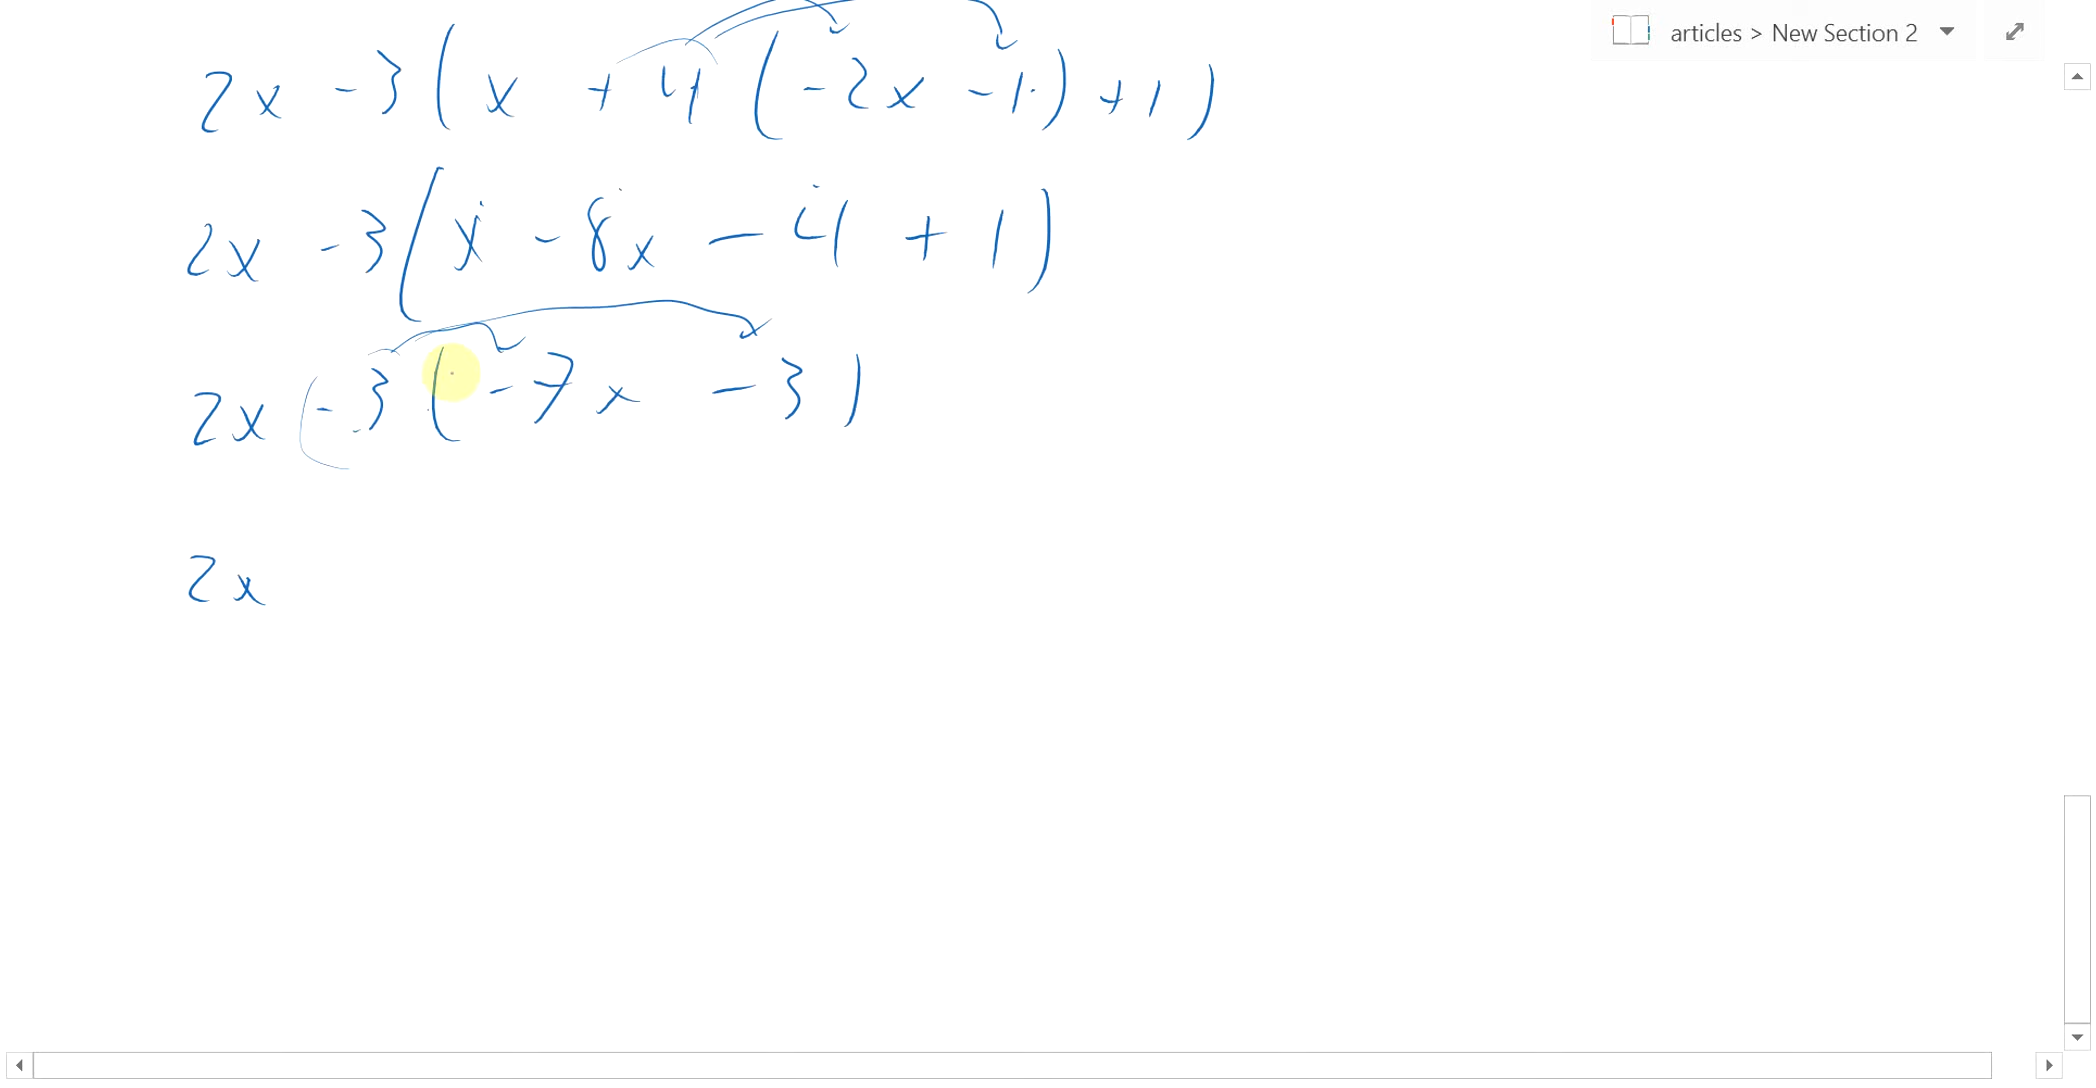 articles > New Section 2
2x -3(x +4(-2x -1) +1)
2x -3(x -8x -4 +1)
2x -3(-7x -3)
2x